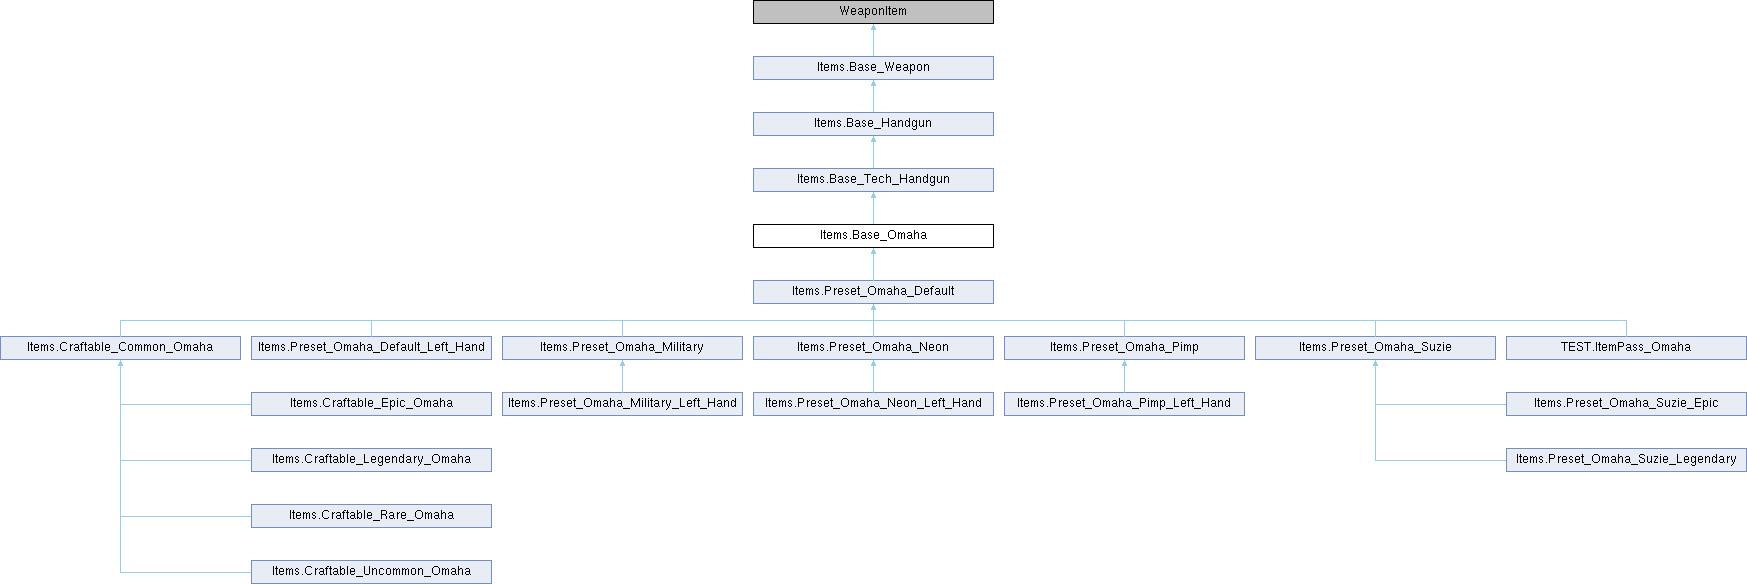 WeaponItem
Items.Base_Weapon
Items.Base_Handgun
Items.Base_Tech_Handgun
Items.Base_Omaha
Items.Preset_Omaha_Default
Items.Craftable_Common_Omaha
Items.Preset_Omaha_Default_Left_Hand
Items.Preset_Omaha_Military
Items.Preset_Omaha_Neon
Items.Preset_Omaha_Pimp
Items.Preset_Omaha_Suzie
TEST.ItemPass_Omaha
Items.Craftable_Epic_Omaha
Items.Preset_Omaha_Military_Left_Hand
Items.Preset_Omaha_Neon_Left_Hand
Items.Preset_Omaha_Pimp_Left_Hand
Items.Preset_Omaha_Suzie_Epic
Items.Craftable_Legendary_Omaha
Items.Preset_Omaha_Suzie_Legendary
Items.Craftable_Rare_Omaha
Items.Craftable_Uncommon_Omaha